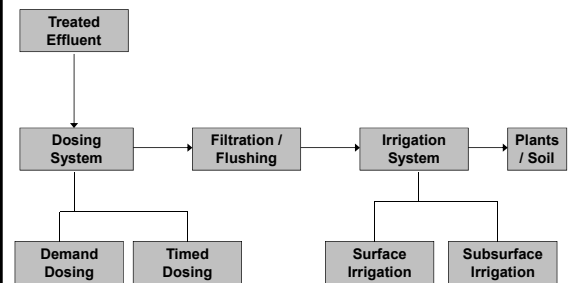 Treated
Effluent
Dosing
System
Filtration /
Flushing
Irrigation
System
Plants
/ Soil
Demand
Dosing
Timed
Dosing
Surface
Irrigation
Subsurface
Irrigation